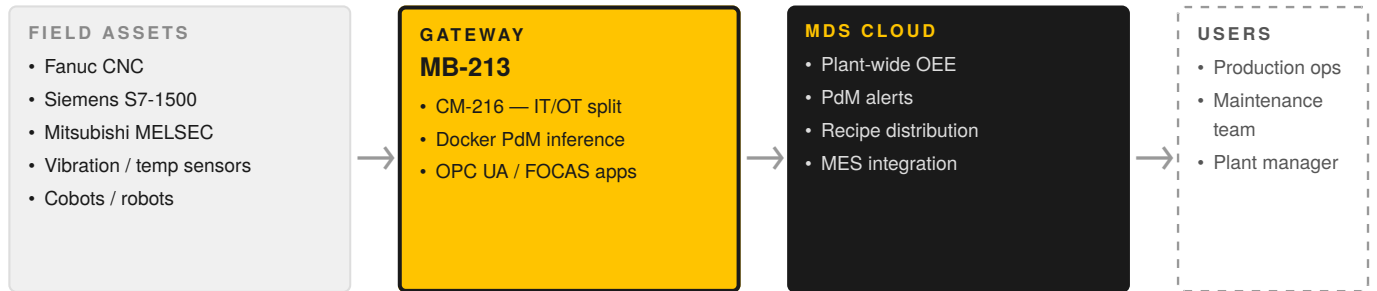 FIELD ASSETS
• Fanuc CNC
• Siemens S7-1500
• Mitsubishi MELSEC
• Vibration / temp sensors
• Cobots / robots
GATEWAY
MB-213
• CM-216 — IT/OT split
• Docker PdM inference
• OPC UA / FOCAS apps
MDS CLOUD
• Plant-wide OEE
• PdM alerts
• Recipe distribution
• MES integration
USERS
• Production ops
• Maintenance
team
• Plant manager